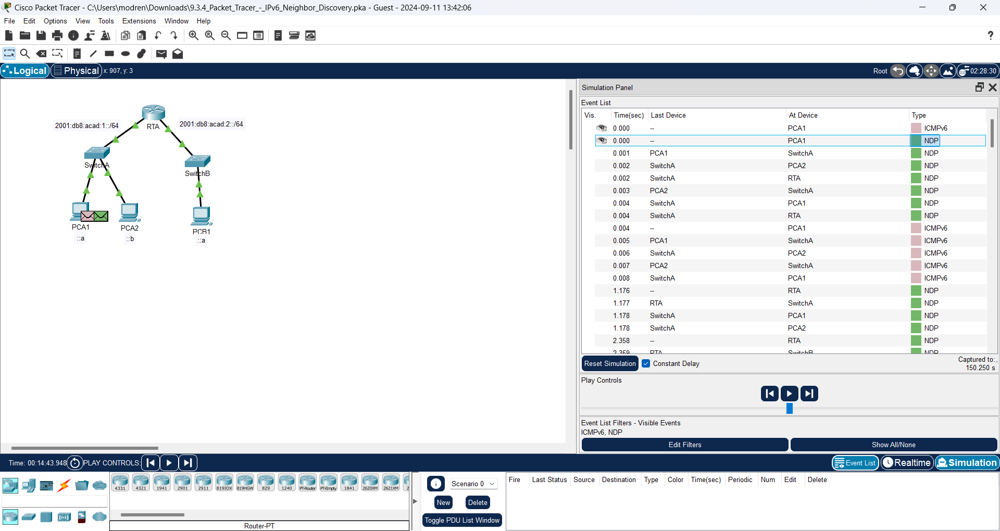 Cisco Packet Tracer - C:\Users\modren\Downloads\9.3.4_Packet_Tracer_-_IPv6_Neighbor_Discovery.pka - Guest - 2024-09-11 13:42:06
File Edit Options View Tools Extensions Window Help
?
Logical Physical x: 907, y: 3 Root 02:28:30
2001:db8:acad:1::/64
RTA
2001:db8:acad:2::/64
SwitchA
SwitchB
PCA1
PCA2
PCB1
::a
::b
::a
Simulation Panel
Event List
Vis. Time(sec) Last Device At Device Type
0.000 -- PCA1 ICMPv6
0.000 -- PCA1 NDP
0.001 PCA1 SwitchA NDP
0.002 SwitchA PCA2 NDP
0.002 SwitchA RTA NDP
0.003 PCA2 SwitchA NDP
0.004 SwitchA PCA1 NDP
0.004 SwitchA RTA NDP
0.004 -- PCA1 ICMPv6
0.005 PCA1 SwitchA ICMPv6
0.006 SwitchA PCA2 ICMPv6
0.007 PCA2 SwitchA ICMPv6
0.008 SwitchA PCA1 ICMPv6
1.176 -- RTA NDP
1.177 RTA SwitchA NDP
1.178 SwitchA PCA1 NDP
1.178 SwitchA PCA2 NDP
2.358 -- RTA NDP
2.359 RTA SwitchB NDP
Reset Simulation Constant Delay Captured to:
150.250 s
Play Controls
Event List Filters - Visible Events
ICMPv6, NDP
Edit Filters Show All/None
Time: 00:14:43.948 PLAY CONTROLS: Event List Realtime Simulation
4331 4321 1941 2901 2911 819IOX 819HGW 829 1240 PT-Router PT-Empty 1841 2620XM 2621XM 2
Router-PT
Scenario 0
New Delete
Toggle PDU List Window
Fire Last Status Source Destination Type Color Time(sec) Periodic Num Edit Delete